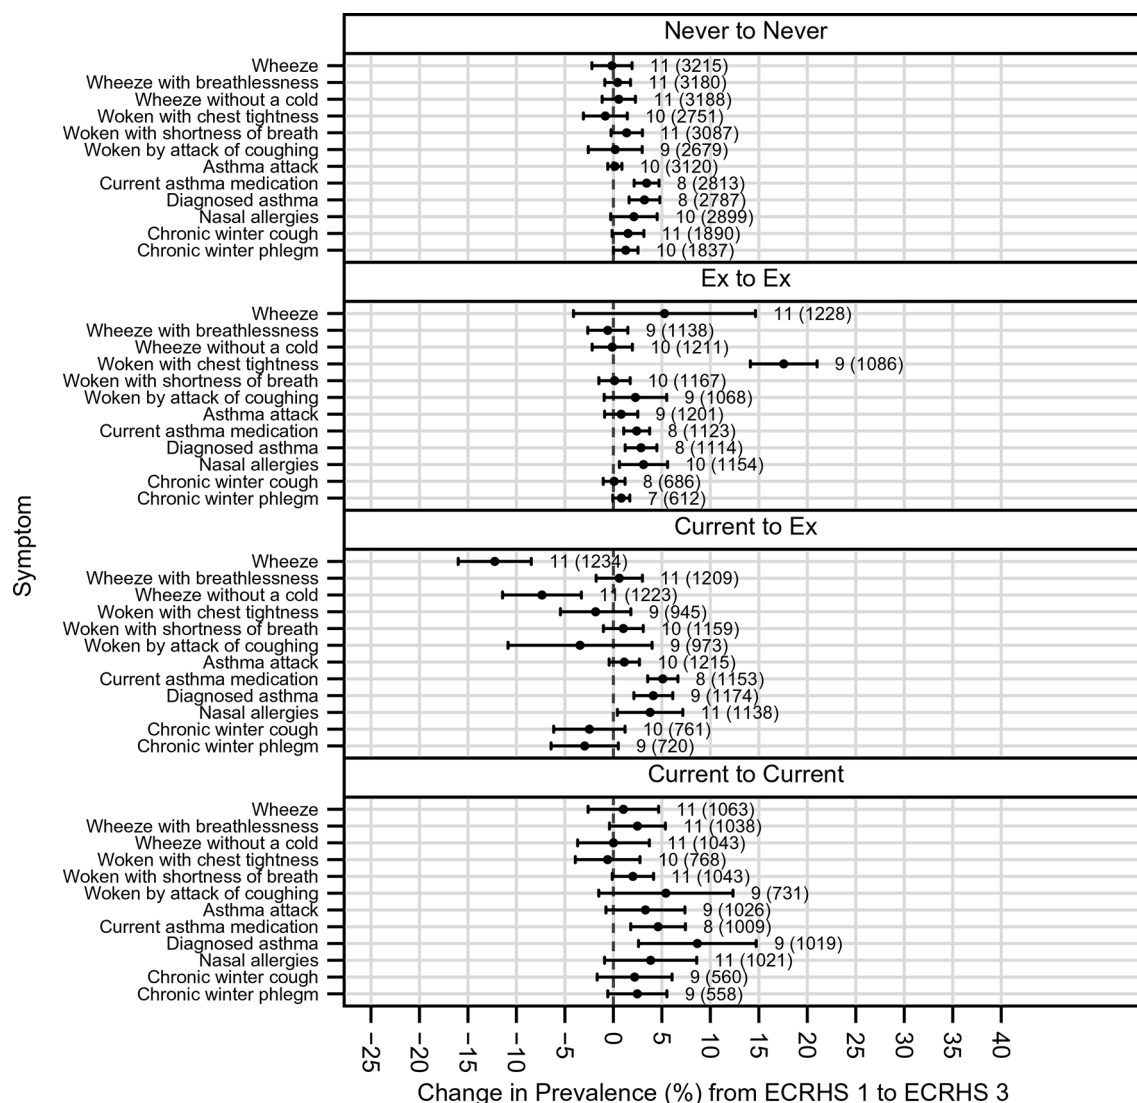 Never to Never
Wheeze 11 (3215)
Wheeze with breathlessness 11 (3180)
Wheeze without a cold 11 (3188)
Woken with chest tightness 10 (2751)
Woken with shortness of breath 11 (3087)
Woken by attack of coughing 9 (2679)
Asthma attack 10 (3120)
Current asthma medication 8 (2813)
Diagnosed asthma 8 (2787)
Nasal allergies 10 (2899)
Chronic winter cough 11 (1890)
Chronic winter phlegm 10 (1837)
Ex to Ex
Wheeze 11 (1228)
Wheeze with breathlessness 9 (1138)
Wheeze without a cold 10 (1211)
Woken with chest tightness 9 (1086)
Woken with shortness of breath 10 (1167)
Woken by attack of coughing 9 (1068)
Asthma attack 9 (1201)
Current asthma medication 8 (1123)
Diagnosed asthma 8 (1114)
Nasal allergies 10 (1154)
Chronic winter cough 8 (686)
Chronic winter phlegm 7 (612)
Symptom
Current to Ex
Wheeze 11 (1234)
Wheeze with breathlessness 11 (1209)
Wheeze without a cold 11 (1223)
Woken with chest tightness 9 (945)
Woken with shortness of breath 10 (1159)
Woken by attack of coughing 9 (973)
Asthma attack 10 (1215)
Current asthma medication 8 (1153)
Diagnosed asthma 9 (1174)
Nasal allergies 11 (1138)
Chronic winter cough 10 (761)
Chronic winter phlegm 9 (720)
Current to Current
Wheeze 11 (1063)
Wheeze with breathlessness 11 (1038)
Wheeze without a cold 11 (1043)
Woken with chest tightness 10 (768)
Woken with shortness of breath 11 (1043)
Woken by attack of coughing 9 (731)
Asthma attack 9 (1026)
Current asthma medication 8 (1009)
Diagnosed asthma 9 (1019)
Nasal allergies 11 (1021)
Chronic winter cough 9 (560)
Chronic winter phlegm 9 (558)
-25 -20 -15 -10 -5 0 5 10 15 20 25 30 35 40
Change in Prevalence (%) from ECRHS 1 to ECRHS 3